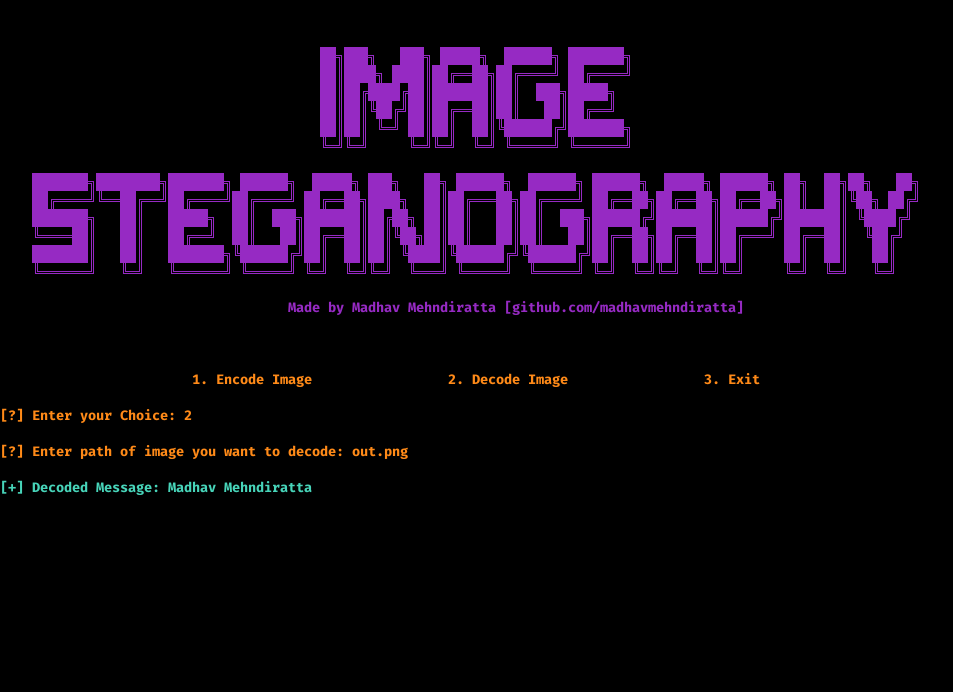 IMAGE
STEGANOGRAPHY
Made by Madhav Mehndiratta [github.com/madhavmehndiratta]
1. Encode Image 2. Decode Image 3. Exit
[?] Enter your Choice: 2
[?] Enter path of image you want to decode: out.png
[+] Decoded Message: Madhav Mehndiratta